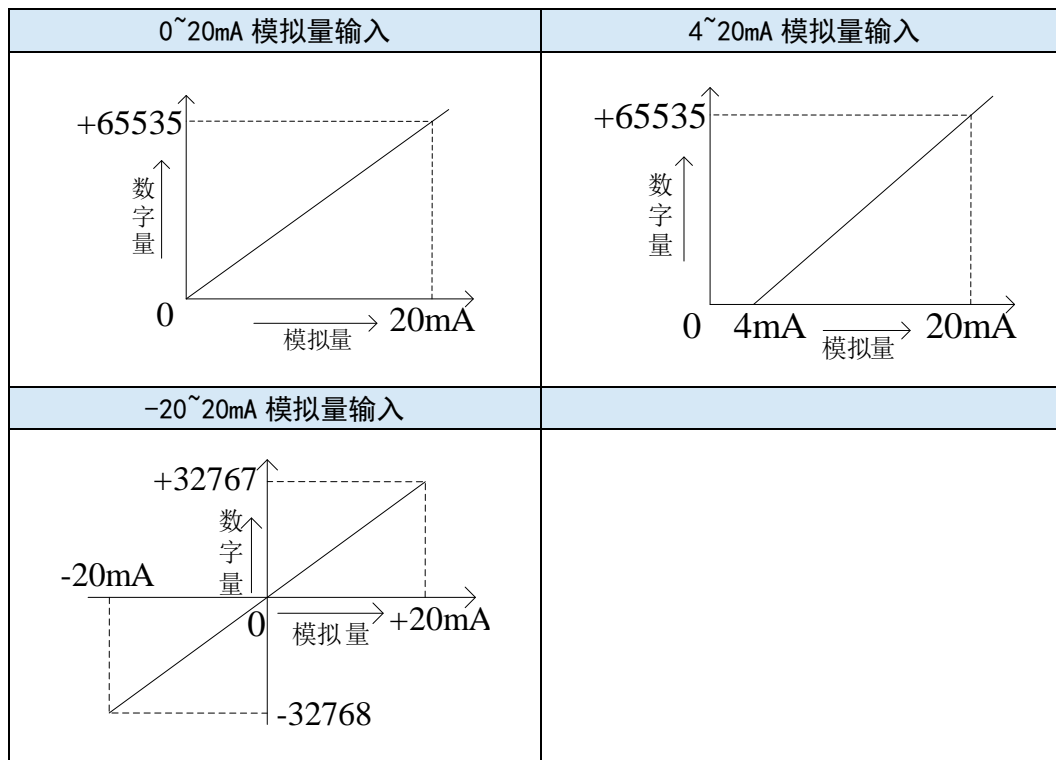 0~20mA 模拟量输入
4~20mA 模拟量输入
+65535
数字量
0
模拟量
20mA
+65535
数字量
0
4mA
模拟量
20mA
-20~20mA 模拟量输入
+32767
数字量
-20mA
0
模拟量
+20mA
-32768